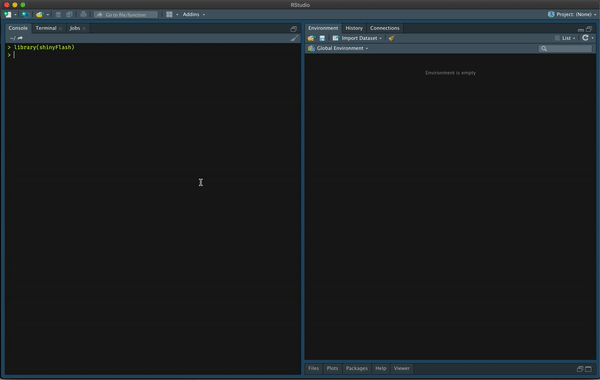 RStudio
Go to file/function
Addins
Project: (None)
Console Terminal Jobs
~/
> library(shinyFlash)
>
Environment History Connections
Import Dataset
List
Global Environment
Environment is empty
Files Plots Packages Help Viewer